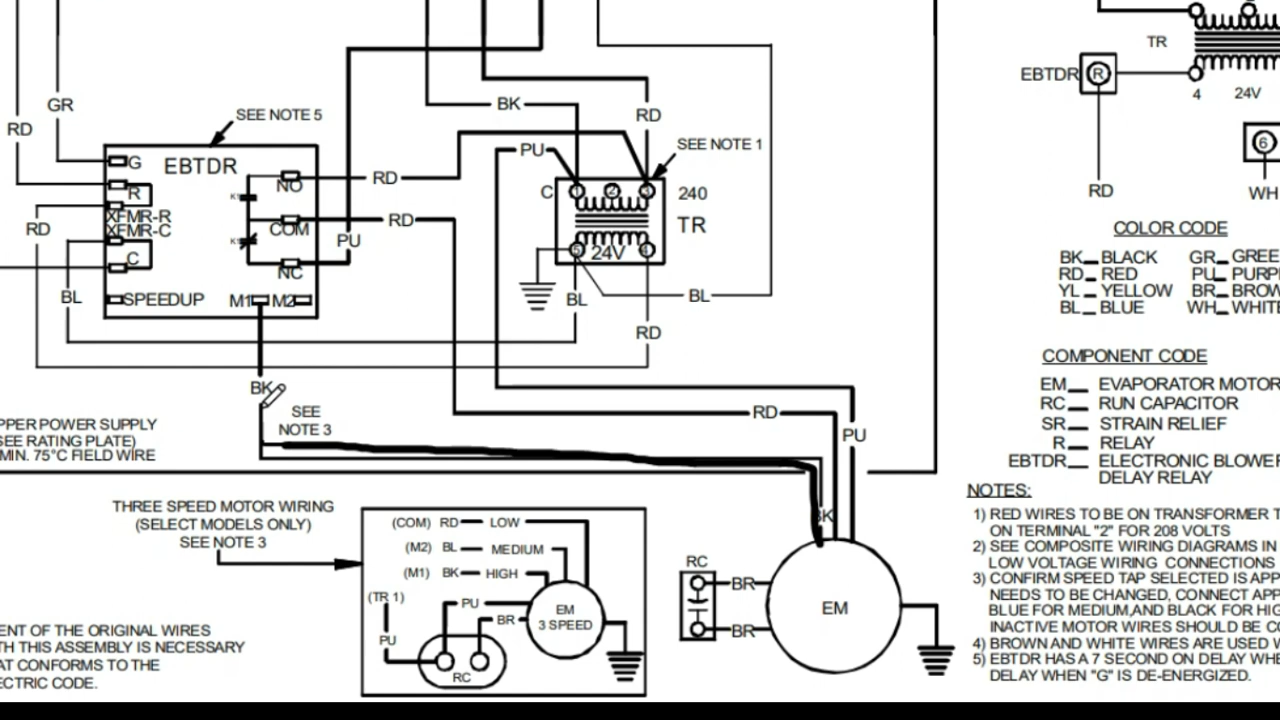 GR
RD
SEE NOTE 5
EBTDR
G
R
XFMR-R
XFMR-C
C
SPEEDUP
M1
M2
NO
COM
NC
RD
BL
BK
SEE
NOTE 3
RD
RD
PU
BK
PU
RD
SEE NOTE 1
C
1
2
3
240
TR
24V
5
4
BL
BL
RD
RD
PU
BK
EM
RC
BR
BR
PPER POWER SUPPLY
SEE RATING PLATE)
MIN. 75°C FIELD WIRE
THREE SPEED MOTOR WIRING
(SELECT MODELS ONLY)
SEE NOTE 3
(COM) RD LOW
(M2) BL MEDIUM
(M1) BK HIGH
(TR 1)
PU
BR
PU
RC
EM
3 SPEED
ENT OF THE ORIGINAL WIRES
TH THIS ASSEMBLY IS NECESSARY
AT CONFORMS TO THE
ECTRIC CODE.
TR
EBTDR
R
4
24V
6
RD
WH
COLOR CODE
BK_BLACK GR_GREE
RD_RED PU_PURP
YL_YELLOW BR_BROW
BL_BLUE WH_WHITE
COMPONENT CODE
EM_ EVAPORATOR MOTOR
RC_ RUN CAPACITOR
SR_ STRAIN RELIEF
R_ RELAY
EBTDR_ ELECTRONIC BLOWER
DELAY RELAY
NOTES:
1) RED WIRES TO BE ON TRANSFORMER T
ON TERMINAL "2" FOR 208 VOLTS
2) SEE COMPOSITE WIRING DIAGRAMS IN
LOW VOLTAGE WIRING CONNECTIONS
3) CONFIRM SPEED TAP SELECTED IS APP
NEEDS TO BE CHANGED, CONNECT APP
BLUE FOR MEDIUM,AND BLACK FOR HIG
INACTIVE MOTOR WIRES SHOULD BE CO
4) BROWN AND WHITE WIRES ARE USED W
5) EBTDR HAS A 7 SECOND ON DELAY WHE
DELAY WHEN "G" IS DE-ENERGIZED.